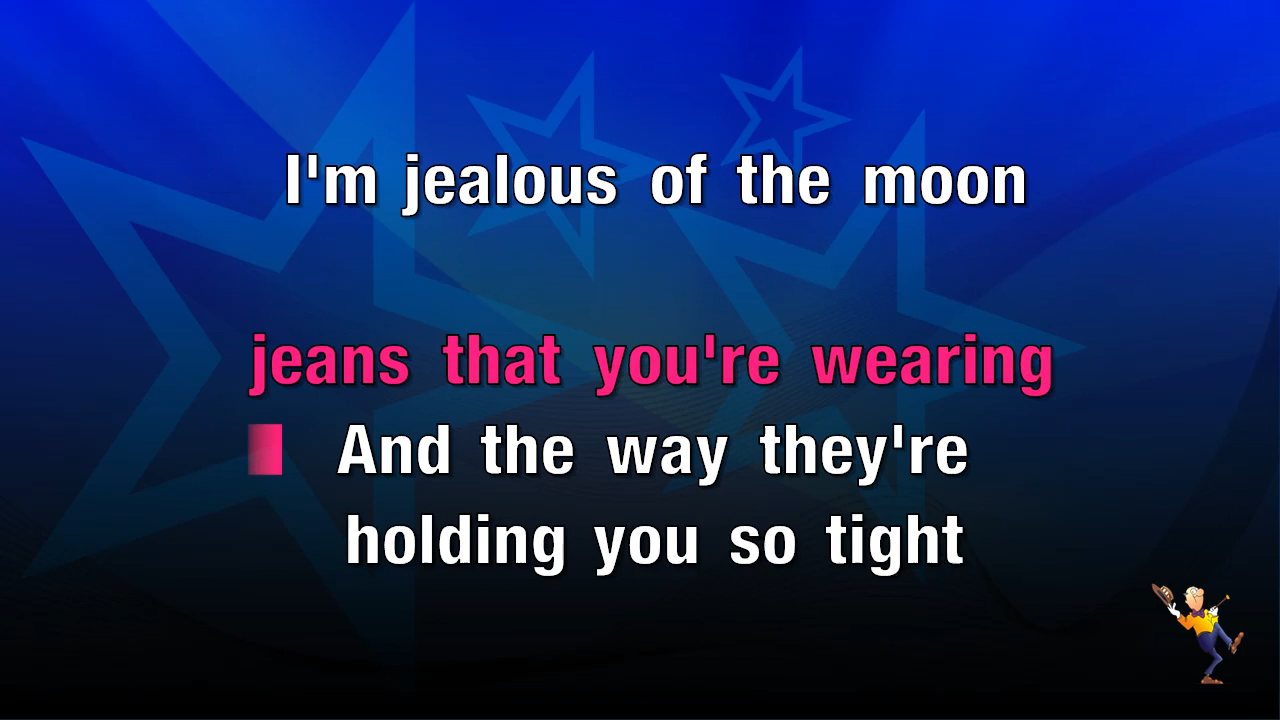 I'm jealous of the moon
jeans that you're wearing
And the way they're
holding you so tight